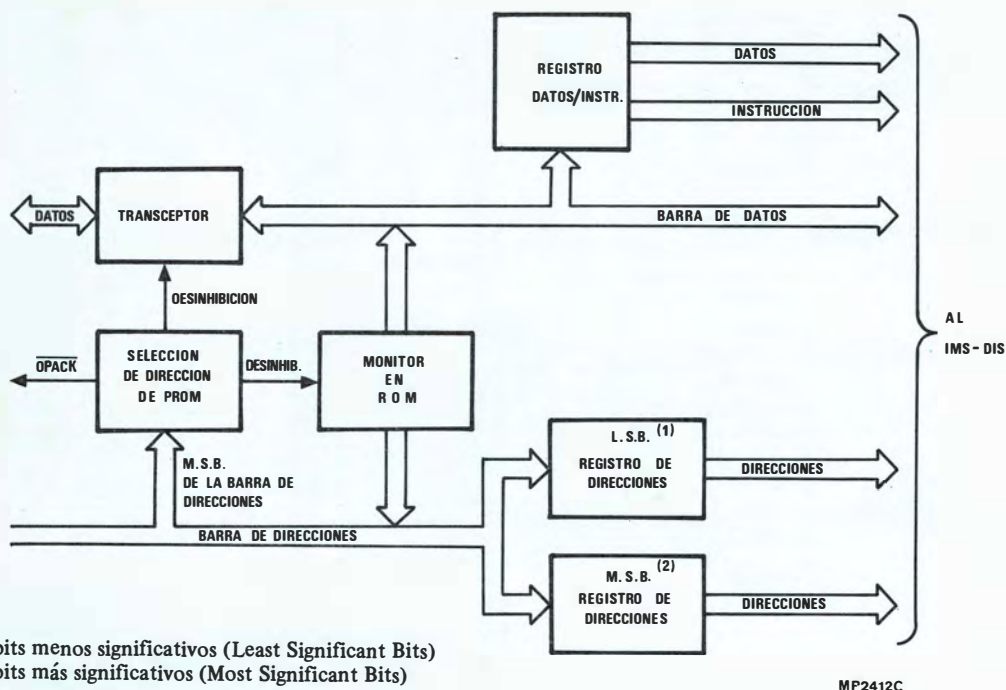 REGISTRO
DATOS/INSTR.
DATOS
INSTRUCCION
DATOS
TRANSCEPTOR
BARRA DE DATOS
OESINHIBICION
OPACK
SELECCION
DE DIRECCION
DE PROM
DESINHIB.
MONITOR
EN
ROM
AL
IMS-DIS
M.S.B.
DE LA BARRA DE
DIRECCIONES
L.S.B. (1)
REGISTRO DE
DIRECCIONES
DIRECCIONES
BARRA DE DIRECCIONES
M.S.B. (2)
REGISTRO DE
DIRECCIONES
DIRECCIONES
bits menos significativos (Least Significant Bits)
bits más significativos (Most Significant Bits)
MP2412C